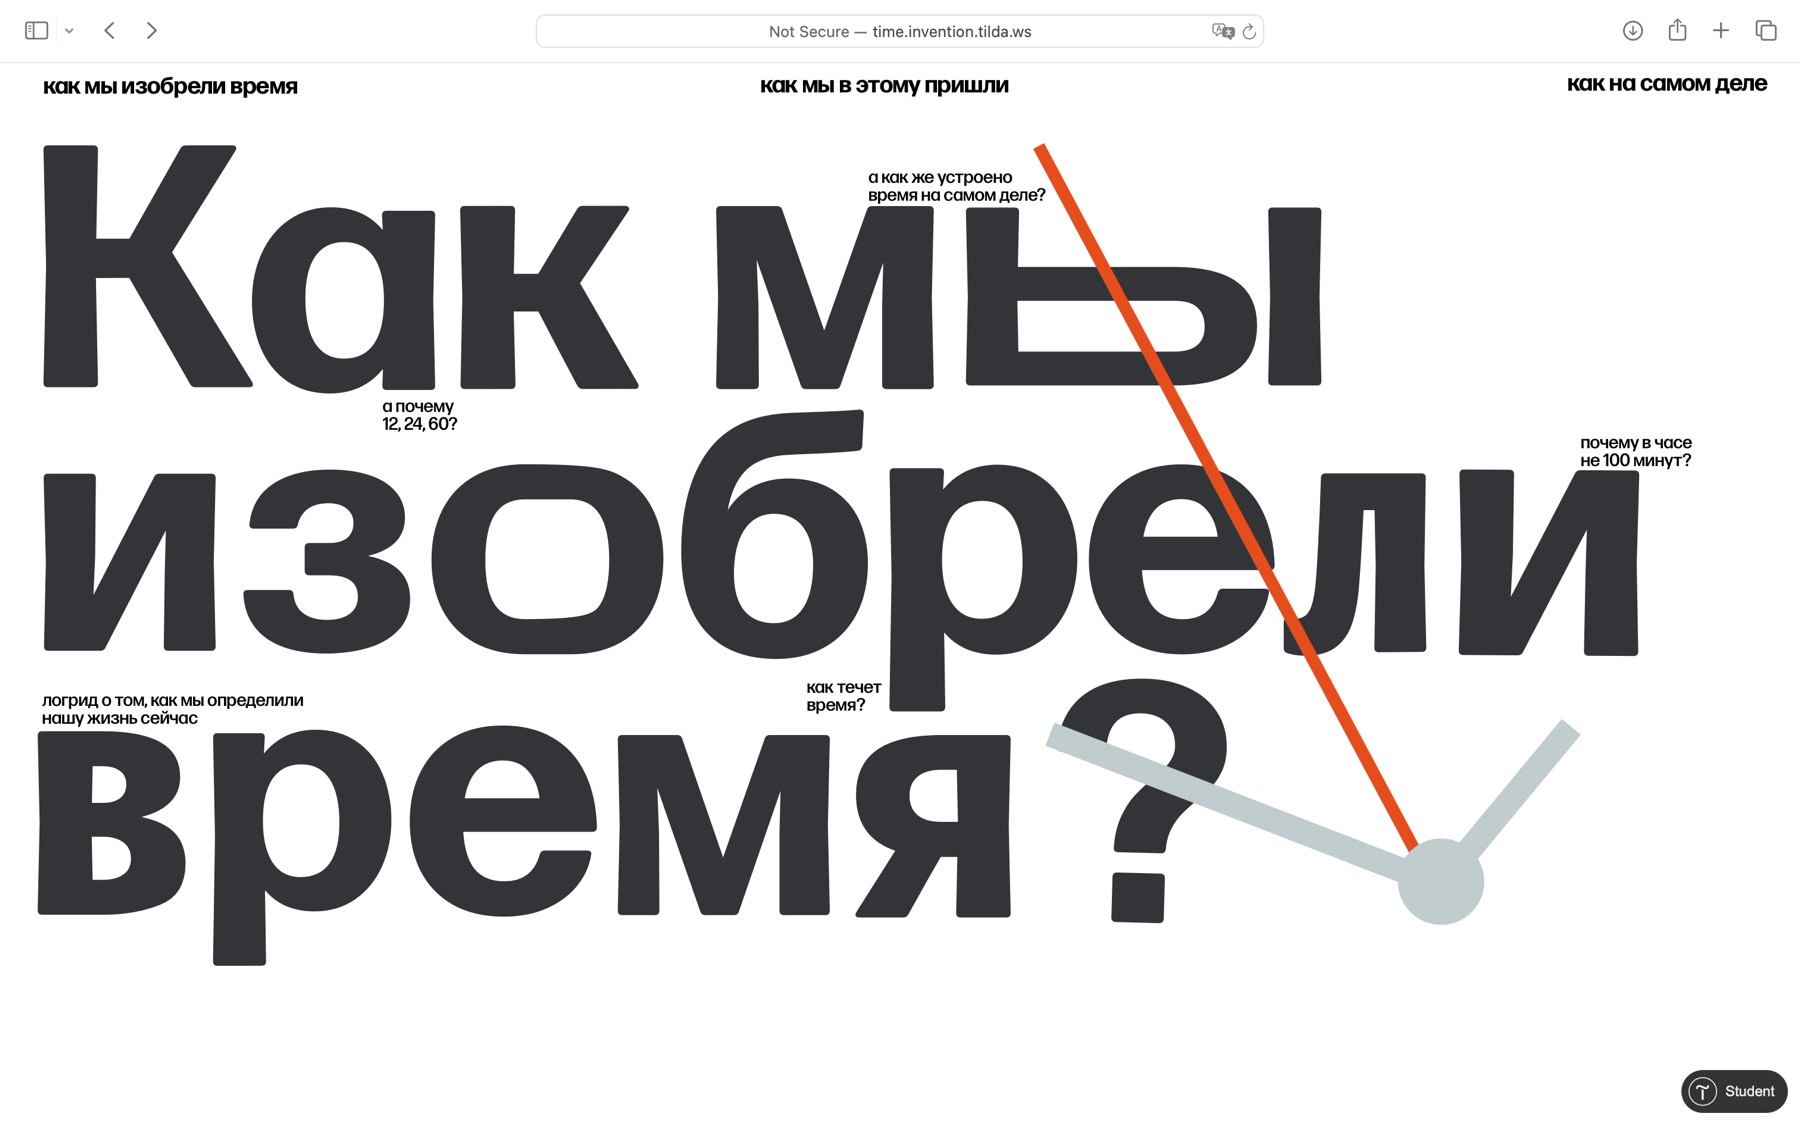 Not Secure — time.invention.tilda.ws
как мы изобрели время
как мы в этому пришли
как на самом деле
а как же устроено
время на самом деле?
Как мы
а почему
12, 24, 60?
почему в часе
не 100 минут?
изобрели
как течет
время?
логрид о том, как мы определили
нашу жизнь сейчас
время ?
Student